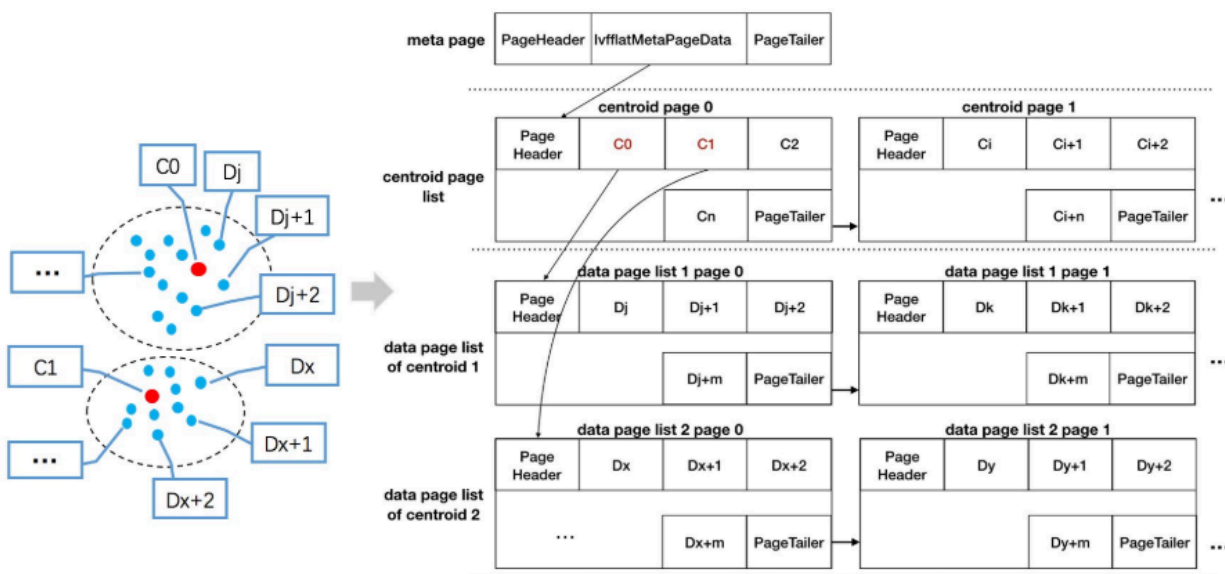 C0
Dj
Dj+1
...
Dj+2
C1
Dx
...
Dx+1
Dx+2
meta page
PageHeader
IvfflatMetaPageData
PageTailer
centroid page 0
centroid page 1
centroid page
list
Page
Header
C0
C1
C2
Cn
PageTailer
Page
Header
Ci
Ci+1
Ci+2
Ci+n
PageTailer
...
data page list 1 page 0
data page list 1 page 1
data page list
of centroid 1
Page
Header
Dj
Dj+1
Dj+2
Dj+m
PageTailer
Page
Header
Dk
Dk+1
Dk+2
Dk+m
PageTailer
...
data page list 2 page 0
data page list 2 page 1
data page list
of centroid 2
Page
Header
Dx
Dx+1
Dx+2
...
Dx+m
PageTailer
Page
Header
Dy
Dy+1
Dy+2
Dy+m
PageTailer
...